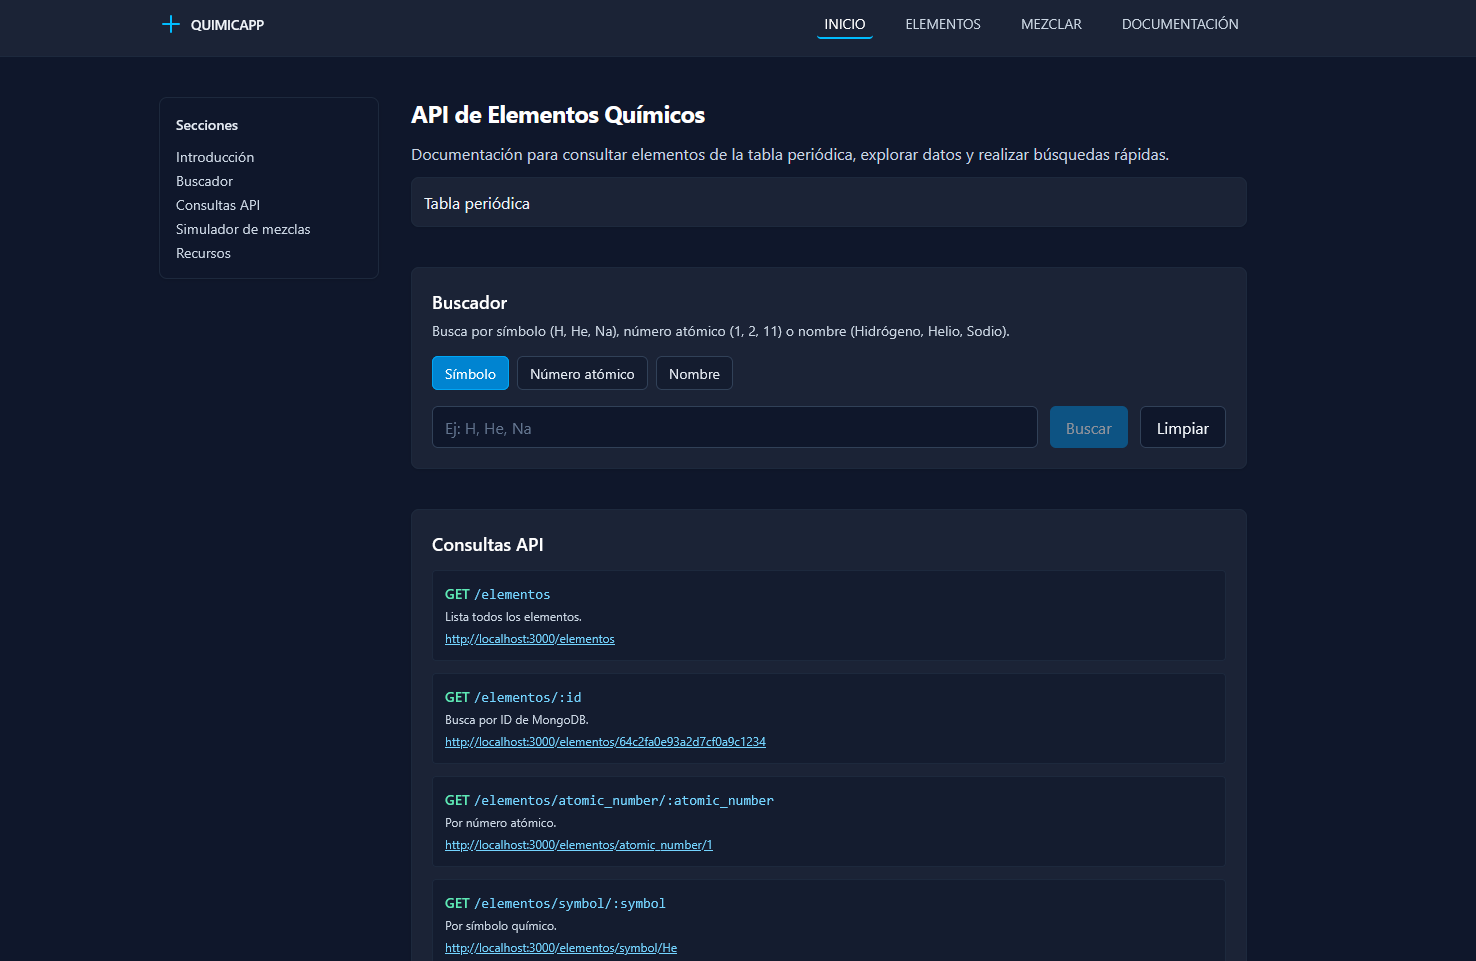 QUIMICAPP
INICIO
ELEMENTOS
MEZCLAR
DOCUMENTACIÓN
Secciones
Introducción
Buscador
Consultas API
Simulador de mezclas
Recursos
API de Elementos Químicos
Documentación para consultar elementos de la tabla periódica, explorar datos y realizar búsquedas rápidas.
Tabla periódica
Buscador
Busca por símbolo (H, He, Na), número atómico (1, 2, 11) o nombre (Hidrógeno, Helio, Sodio).
Símbolo
Número atómico
Nombre
Ej: H, He, Na
Buscar
Limpiar
Consultas API
GET /elementos
Lista todos los elementos.
http://localhost:3000/elementos
GET /elementos/:id
Busca por ID de MongoDB.
http://localhost:3000/elementos/64c2fa0e93a2d7cf0a9c1234
GET /elementos/atomic_number/:atomic_number
Por número atómico.
http://localhost:3000/elementos/atomic_number/1
GET /elementos/symbol/:symbol
Por símbolo químico.
http://localhost:3000/elementos/symbol/He